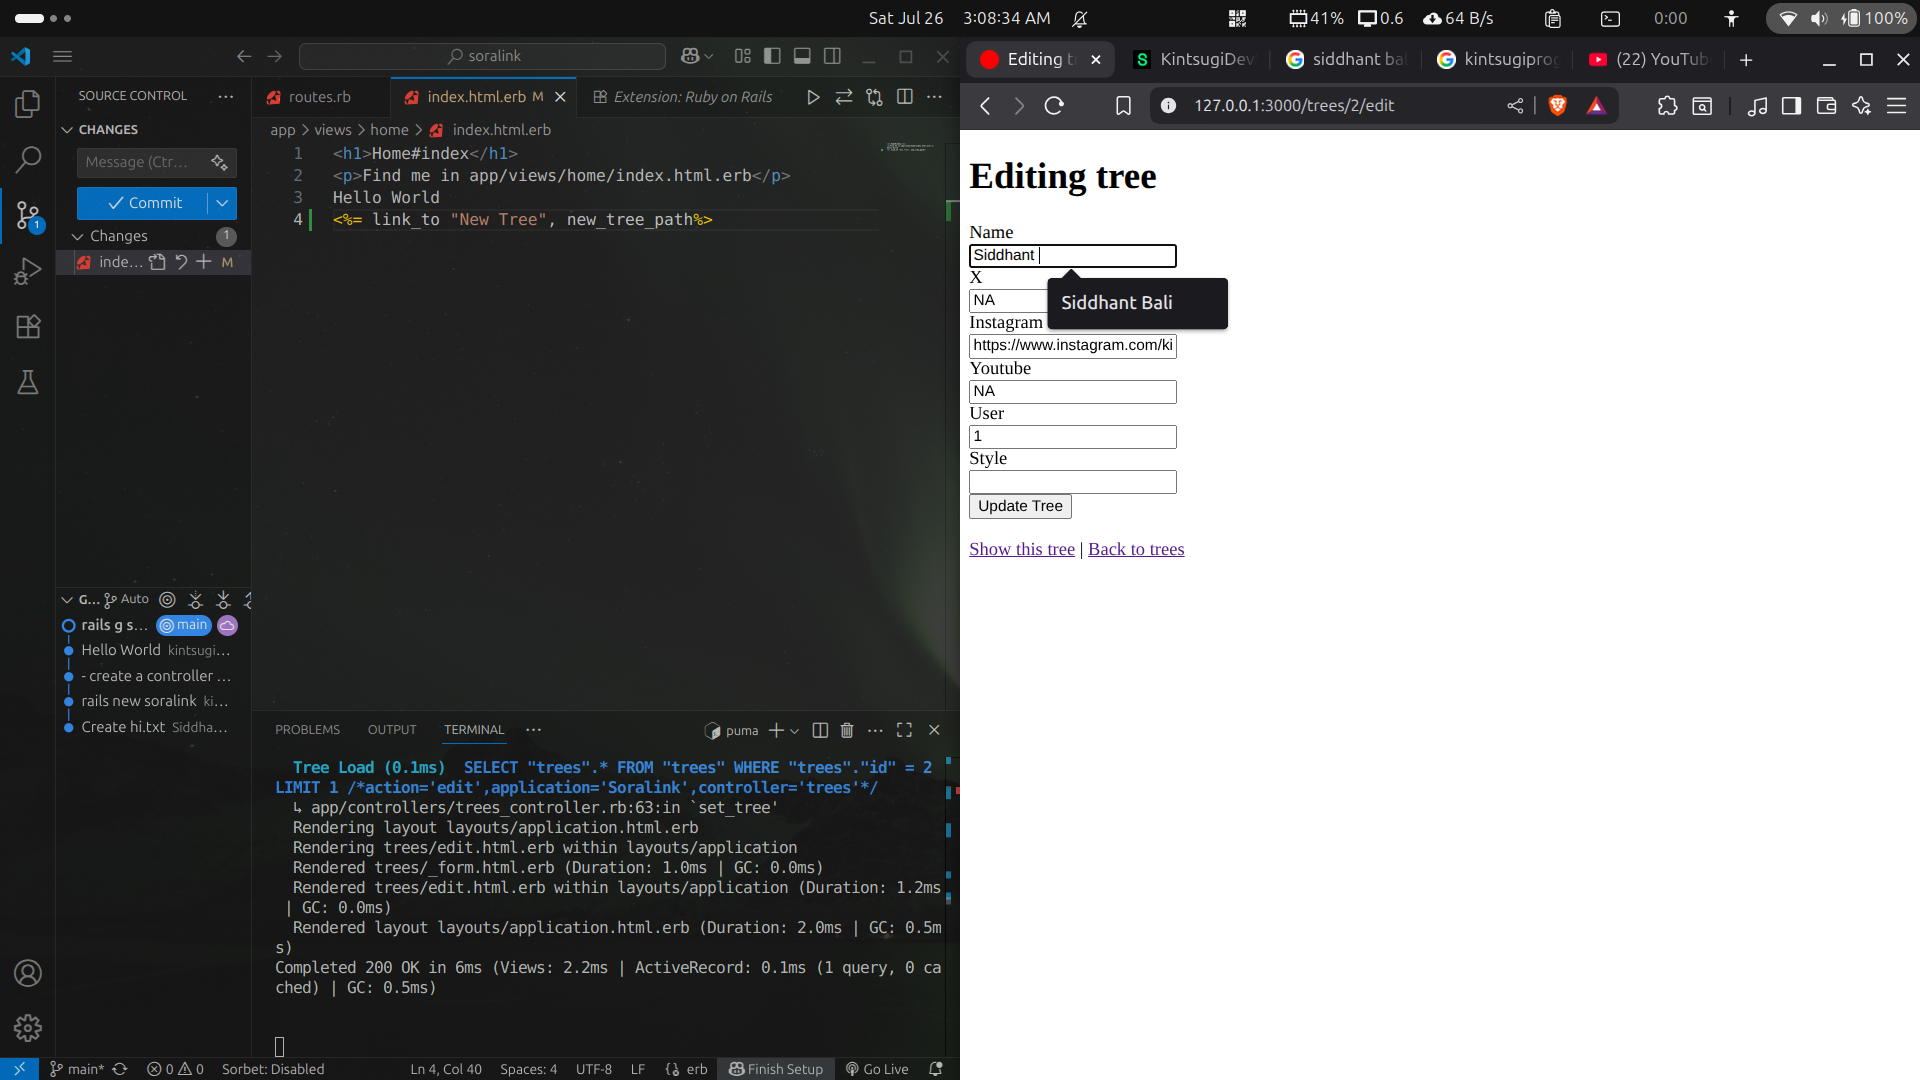 Sat Jul 26 3:08:34 AM
41% 0.6 64 B/s 0:00 100%
soralink
SOURCE CONTROL
CHANGES
Message (Ctr...
Commit
Changes 1
inde... M
G... Auto
rails g s... main
Hello World kintsugi...
- create a controller ...
rails new soralink ki...
Create hi.txt Siddha...
1
routes.rb
index.html.erb M
Extension: Ruby on Rails
app > views > home > index.html.erb
1 <h1>Home#index</h1>
2 <p>Find me in app/views/home/index.html.erb</p>
3 Hello World
4 <%= link_to "New Tree", new_tree_path%>
PROBLEMS OUTPUT TERMINAL ...
puma
Tree Load (0.1ms) SELECT "trees".* FROM "trees" WHERE "trees"."id" = 2
LIMIT 1 /*action='edit',application='Soralink',controller='trees'*/
↳ app/controllers/trees_controller.rb:63:in `set_tree'
Rendering layout layouts/application.html.erb
Rendering trees/edit.html.erb within layouts/application
Rendered trees/_form.html.erb (Duration: 1.0ms | GC: 0.0ms)
Rendered trees/edit.html.erb within layouts/application (Duration: 1.2ms
| GC: 0.0ms)
Rendered layout layouts/application.html.erb (Duration: 2.0ms | GC: 0.5m
s)
Completed 200 OK in 6ms (Views: 2.2ms | ActiveRecord: 0.1ms (1 query, 0 ca
ched) | GC: 0.5ms)
main* 0 0 Sorbet: Disabled Ln 4, Col 40 Spaces: 4 UTF-8 LF erb Finish Setup Go Live
Editing t
S KintsugiDev
siddhant bal
kintsugiprog
(22) YouTub
127.0.0.1:3000/trees/2/edit
Editing tree
Name
Siddhant
Siddhant Bali
X
NA
Instagram
https://www.instagram.com/ki
Youtube
NA
User
1
Style
Update Tree
Show this tree | Back to trees